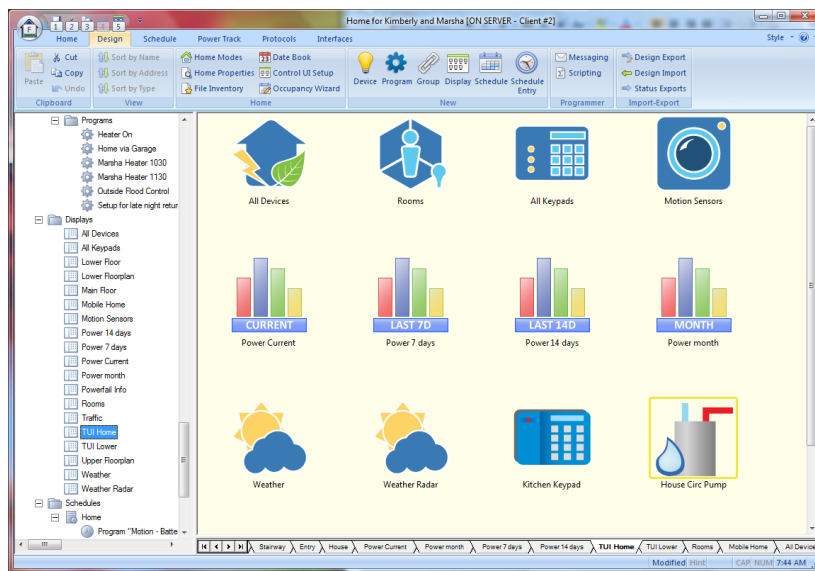 Home for Kimberly and Marsha [ON SERVER - Client #2]
F 1 2 3 4 5
Home Design Schedule Power Track Protocols Interfaces Style
Paste
Cut
Copy
Undo
Clipboard
Sort by Name
Sort by Address
Sort by Type
View
Home Modes
Home Properties
File Inventory
Date Book
Control UI Setup
Occupancy Wizard
Home
Device Program Group Display Schedule Schedule Entry
New
Messaging
Scripting
Programmer
Design Export
Design Import
Status Exports
Import-Export
Programs
Heater On
Home via Garage
Marsha Heater 1030
Marsha Heater 1130
Outside Flood Control
Setup for late night retur
Displays
All Devices
All Keypads
Lower Floor
Lower Floorplan
Main Floor
Mobile Home
Motion Sensors
Power 14 days
Power 7 days
Power Current
Power month
Powerfail Info
Rooms
Traffic
TUI Home
TUI Lower
Upper Floorplan
Weather
Weather Radar
Schedules
Home
Program "Motion - Batte
All Devices
Rooms
All Keypads
Motion Sensors
CURRENT
Power Current
LAST 7D
Power 7 days
LAST 14D
Power 14 days
MONTH
Power month
Weather
Weather Radar
Kitchen Keypad
House Circ Pump
Stairway Entry House Power Current Power month Power 7 days Power 14 days TUI Home TUI Lower Rooms Mobile Home All Device
Modified Hint CAP NUM 7:44 AM